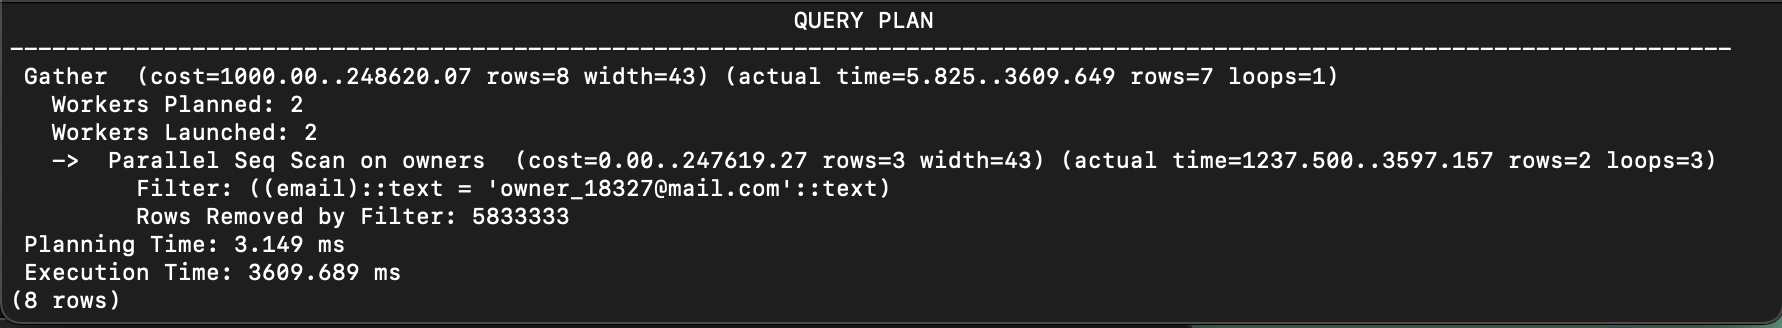 QUERY PLAN
-----------------------------------------------------------------------------------------------------------------------------
Gather  (cost=1000.00..248620.07 rows=8 width=43) (actual time=5.825..3609.649 rows=7 loops=1)
  Workers Planned: 2
  Workers Launched: 2
  ->  Parallel Seq Scan on owners  (cost=0.00..247619.27 rows=3 width=43) (actual time=1237.500..3597.157 rows=2 loops=3)
        Filter: ((email)::text = 'owner_18327@mail.com'::text)
        Rows Removed by Filter: 5833333
Planning Time: 3.149 ms
Execution Time: 3609.689 ms
(8 rows)